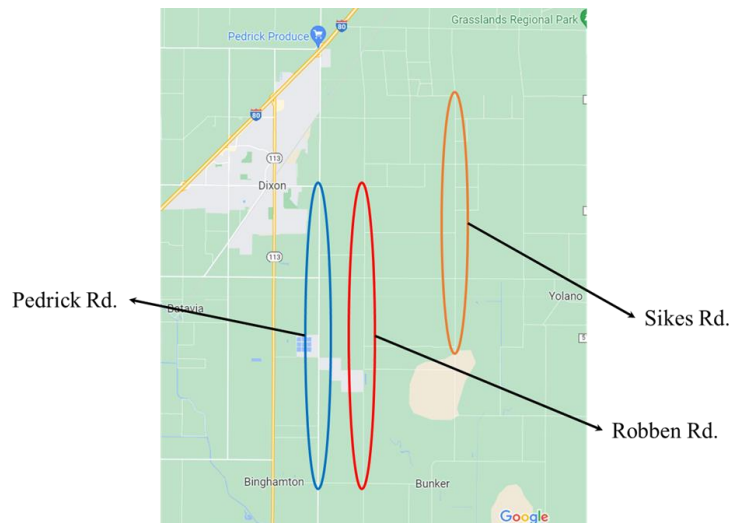 Grasslands Regional Park
Pedrick Produce
80
80
113
Dixon
113
Pedrick Rd.
Batavia
Yolano
Sikes Rd.
5
Robben Rd.
Binghamton
Bunker
Google